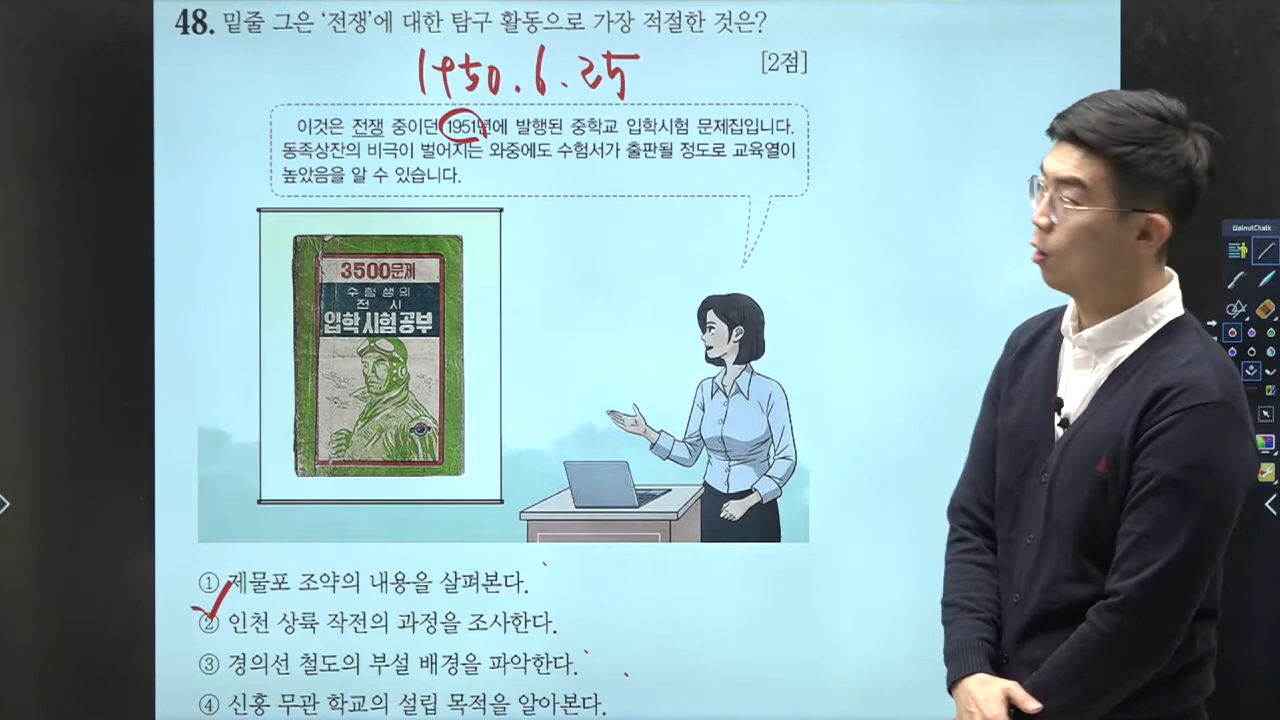 48. 밑줄 그은 ‘전쟁’에 대한 탐구 활동으로 가장 적절한 것은?
[2점]
1950.6.25
이것은 전쟁 중이던 1951년에 발행된 중학교 입학시험 문제집입니다.
동족상잔의 비극이 벌어지는 와중에도 수험서가 출판될 정도로 교육열이
높았음을 알 수 있습니다.
3500문제
수험생의
전시
입학시험공부
① 제물포 조약의 내용을 살펴본다.
② 인천 상륙 작전의 과정을 조사한다.
③ 경의선 철도의 부설 배경을 파악한다.
④ 신흥 무관 학교의 설립 목적을 알아본다.
WalnutChalk